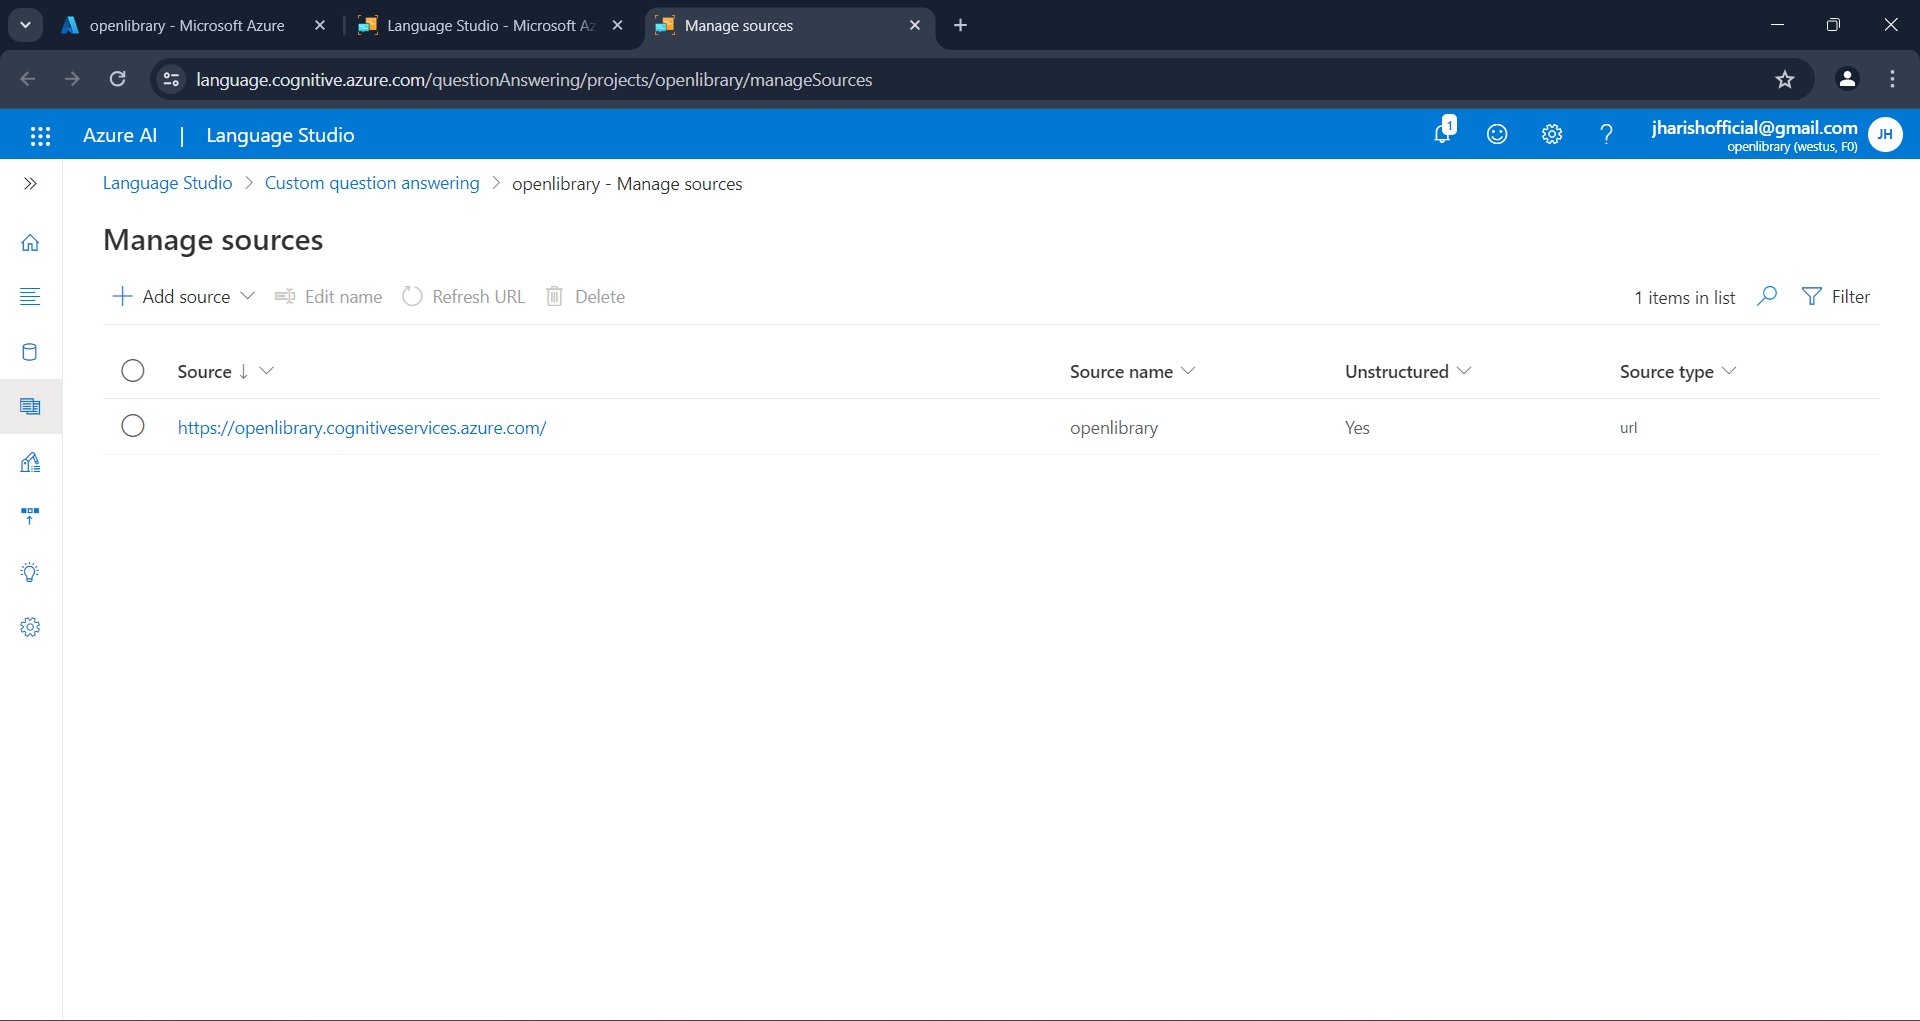 openlibrary - Microsoft Azure
Language Studio - Microsoft Az
Manage sources
language.cognitive.azure.com/questionAnswering/projects/openlibrary/manageSources
Azure AI | Language Studio
1
jharishofficial@gmail.com
openlibrary (westus, F0)
JH
Language Studio > Custom question answering > openlibrary - Manage sources
Manage sources
Add source Edit name Refresh URL Delete 1 items in list Filter
Source Source name Unstructured Source type
https://openlibrary.cognitiveservices.azure.com/ openlibrary Yes url